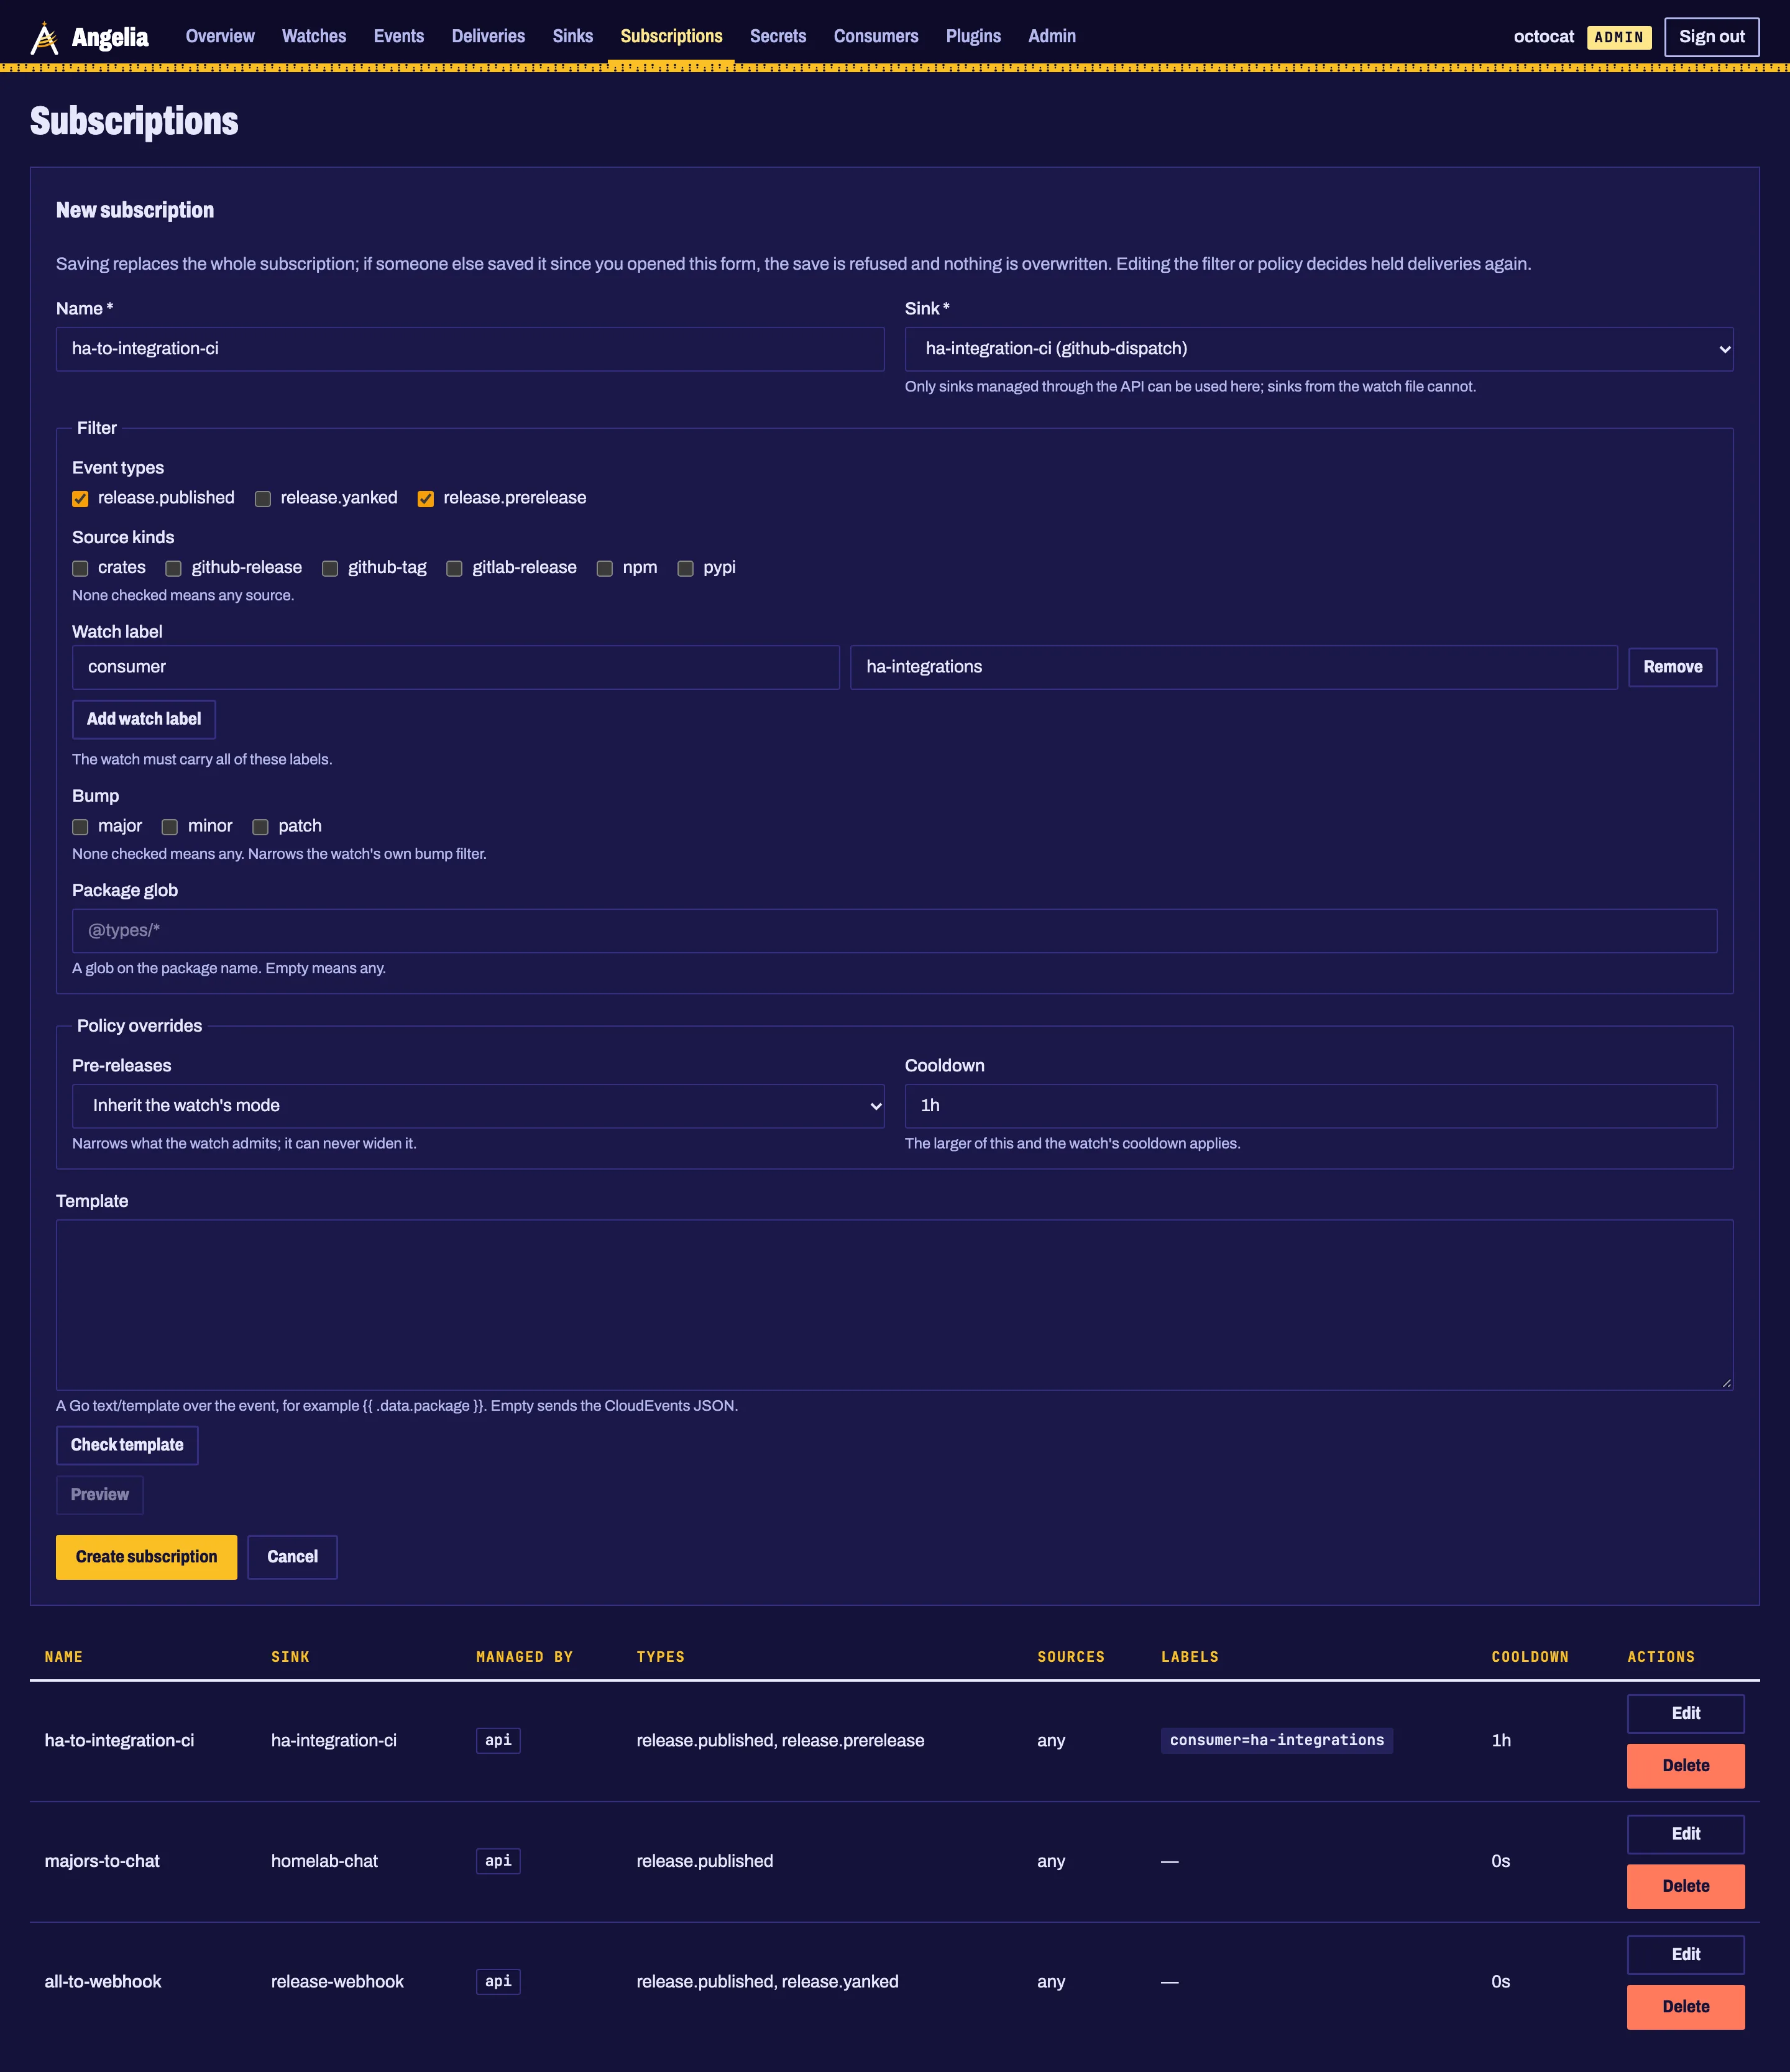 Angelia Overview Watches Events Deliveries Sinks Subscriptions Secrets Consumers Plugins Admin octocat ADMIN Sign out
Subscriptions
New subscription
Saving replaces the whole subscription; if someone else saved it since you opened this form, the save is refused and nothing is overwritten. Editing the filter or policy decides held deliveries again.
Name * Sink *
ha-to-integration-ci ha-integration-ci (github-dispatch)
Only sinks managed through the API can be used here; sinks from the watch file cannot.
Filter
Event types
release.published release.yanked release.prerelease
Source kinds
crates github-release github-tag gitlab-release npm pypi
None checked means any source.
Watch label
consumer ha-integrations Remove
Add watch label
The watch must carry all of these labels.
Bump
major minor patch
None checked means any. Narrows the watch's own bump filter.
Package glob
@types/*
A glob on the package name. Empty means any.
Policy overrides
Pre-releases Cooldown
Inherit the watch's mode 1h
Narrows what the watch admits; it can never widen it. The larger of this and the watch's cooldown applies.
Template
A Go text/template over the event, for example {{ .data.package }}. Empty sends the CloudEvents JSON.
Check template
Preview
Create subscription Cancel
NAME SINK MANAGED BY TYPES SOURCES LABELS COOLDOWN ACTIONS
ha-to-integration-ci ha-integration-ci api release.published, release.prerelease any consumer=ha-integrations 1h Edit
Delete
majors-to-chat homelab-chat api release.published any — 0s Edit
Delete
all-to-webhook release-webhook api release.published, release.yanked any — 0s Edit
Delete